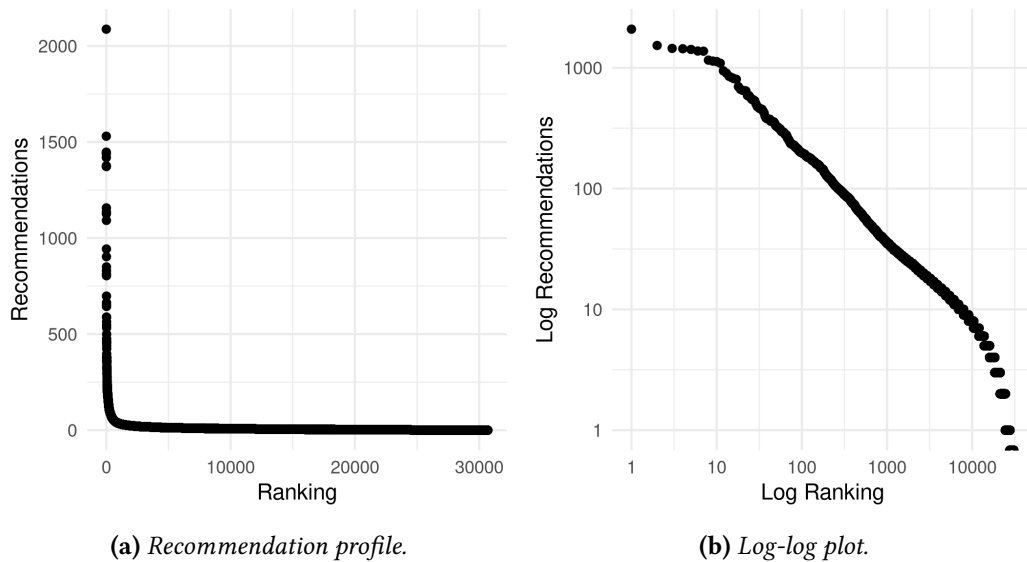 2000
1500
1000
500
0
Recommendations
0 10000 20000 30000
Ranking
1000
100
10
1
Log Recommendations
1 10 100 1000 10000
Log Ranking
(a) Recommendation profile.
(b) Log-log plot.